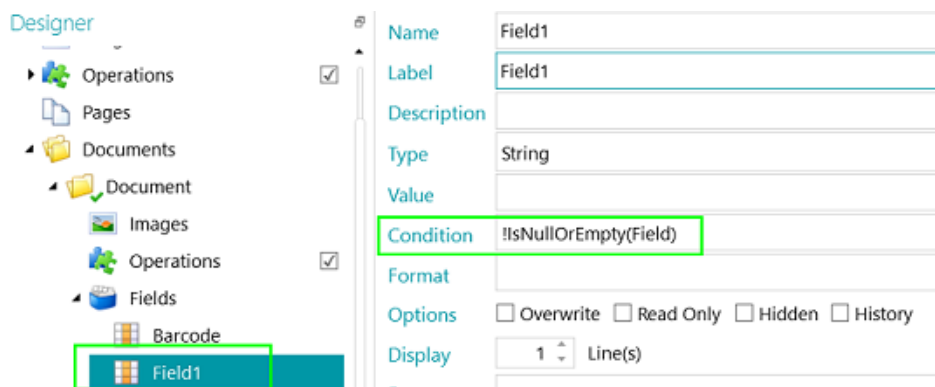 Designer
Operations
Pages
Documents
Document
Images
Operations
Fields
Barcode
Field1
Name Field1
Label Field1
Description
Type String
Value
Condition !IsNullOrEmpty(Field)
Format
Options Overwrite Read Only Hidden History
Display 1 Line(s)